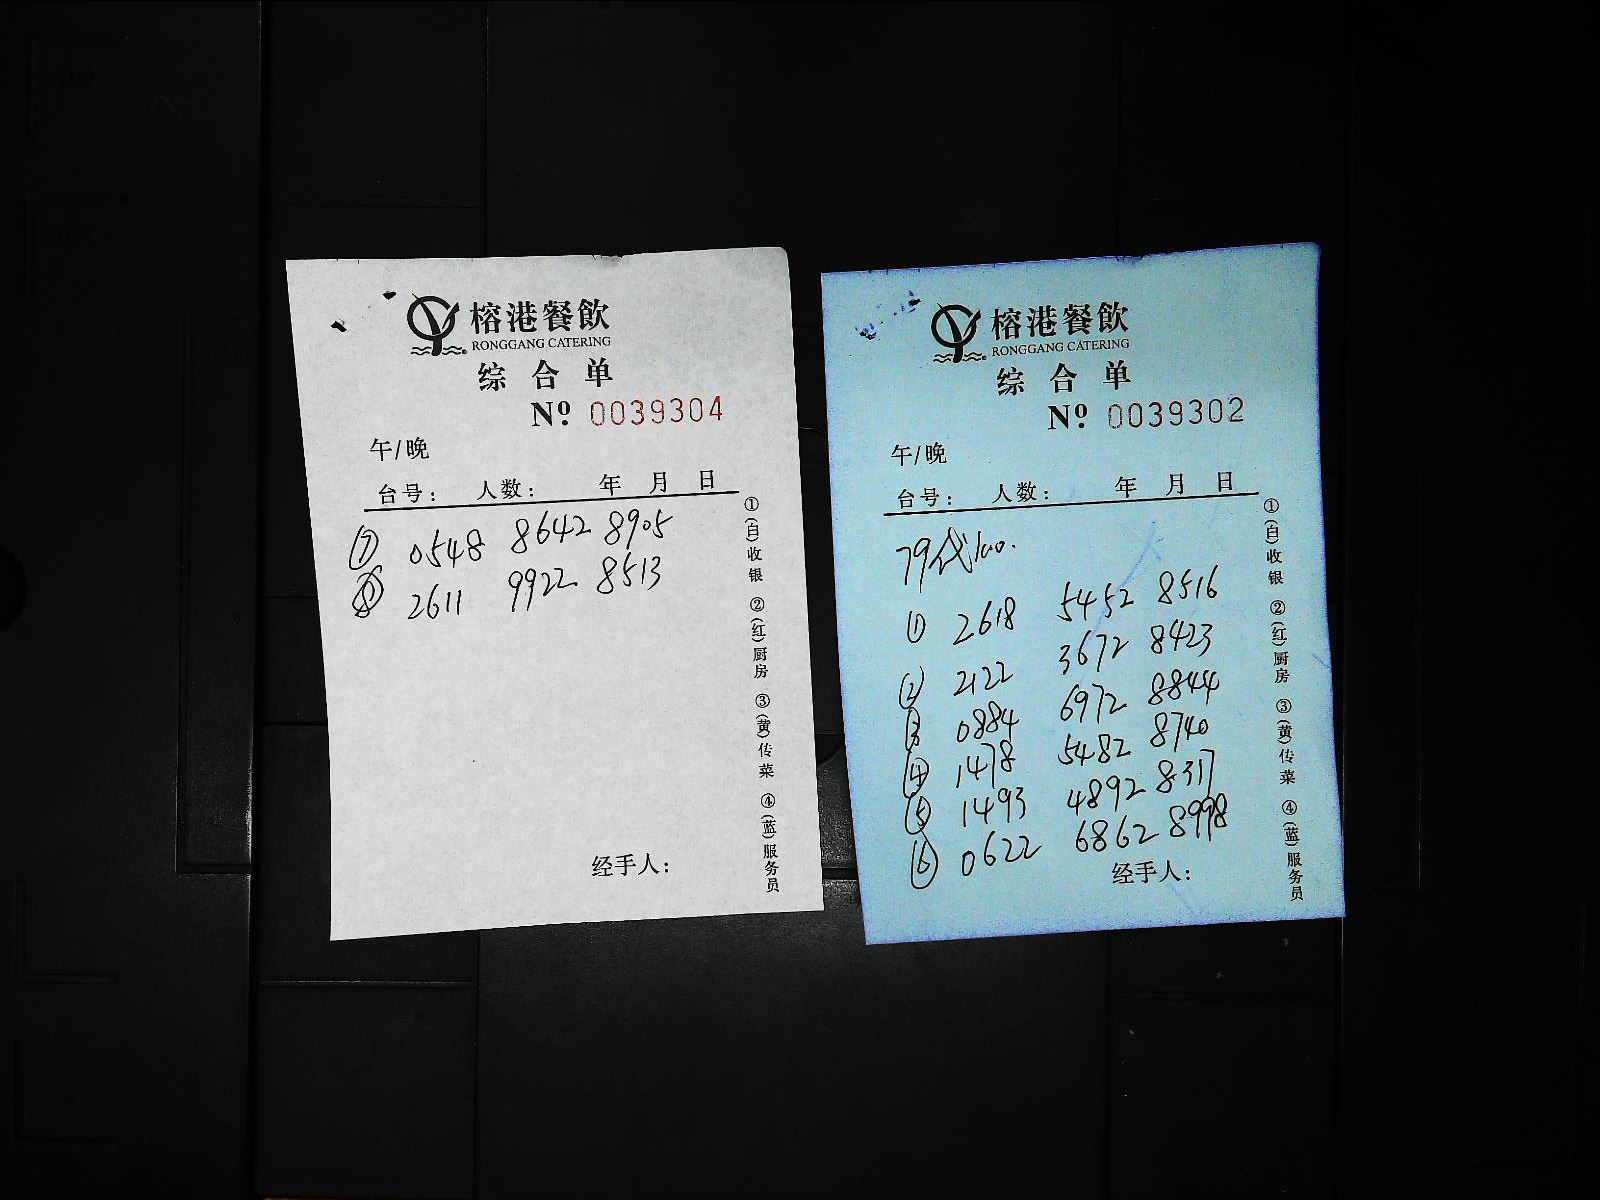 榕港餐飲
RONGGANG CATERING
综合单
Nº 0039304
午/晚
台号: 人数: 年 月 日
⑦ 0548 8642 8905
⑧ 2611 9922 8513
经手人:
①(白)收银 ②(红)厨房 ③(黄)传菜 ④(蓝)服务员
榕港餐飲
RONGGANG CATERING
综合单
Nº 0039302
午/晚
台号: 人数: 年 月 日
79代100.
① 2618 5452 8516
② 2122 3672 8423
③ 0884 6972 8844
④ 1478 5482 8740
⑤ 1493 4892 8317
⑥ 0622 6862 8998
经手人:
①(白)收银 ②(红)厨房 ③(黄)传菜 ④(蓝)服务员